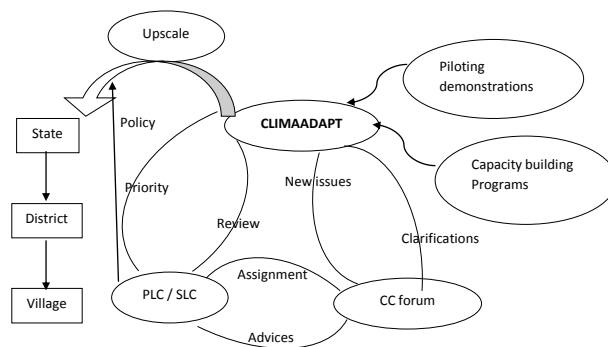 Upscale
Piloting
demonstrations
Policy
CLIMAADAPT
State
Capacity building
Programs
New issues
Priority
District
Review
Clarifications
Assignment
PLC / SLC
CC forum
Village
Advices